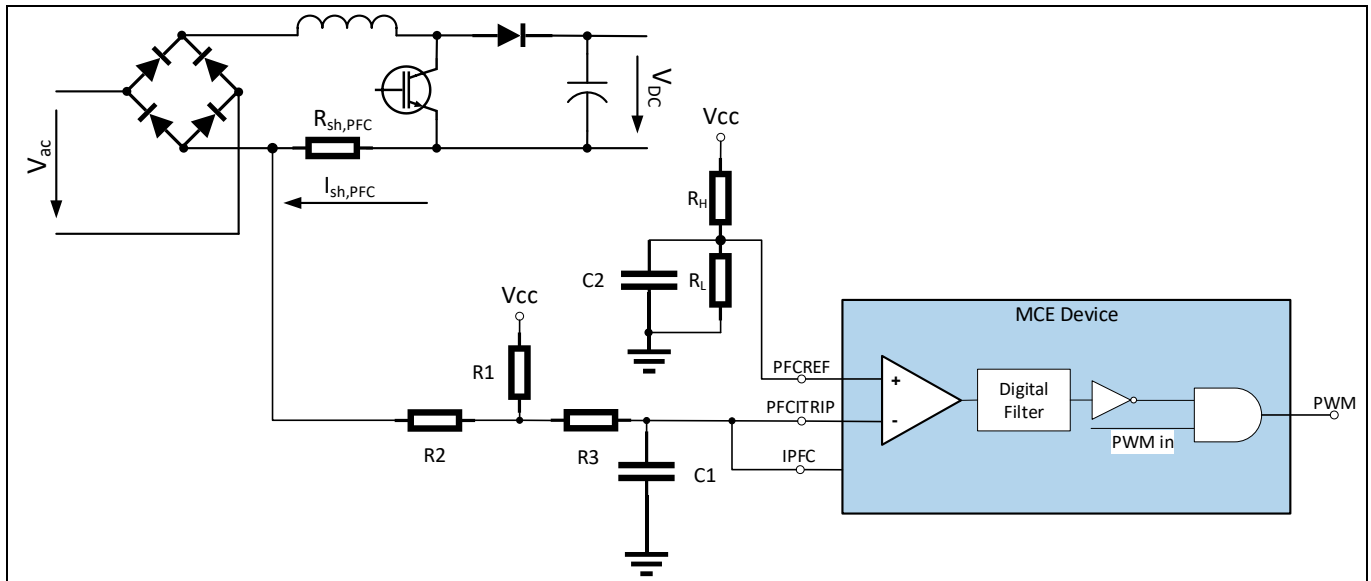 V_DC
R_sh,PFC
V_ac
I_sh,PFC
Vcc
R_H
C2
R_L
Vcc
R1
R2
R3
C1
MCE Device
PFCREF
+
PFCITRIP
-
IPFC
Digital
Filter
PWM in
PWM